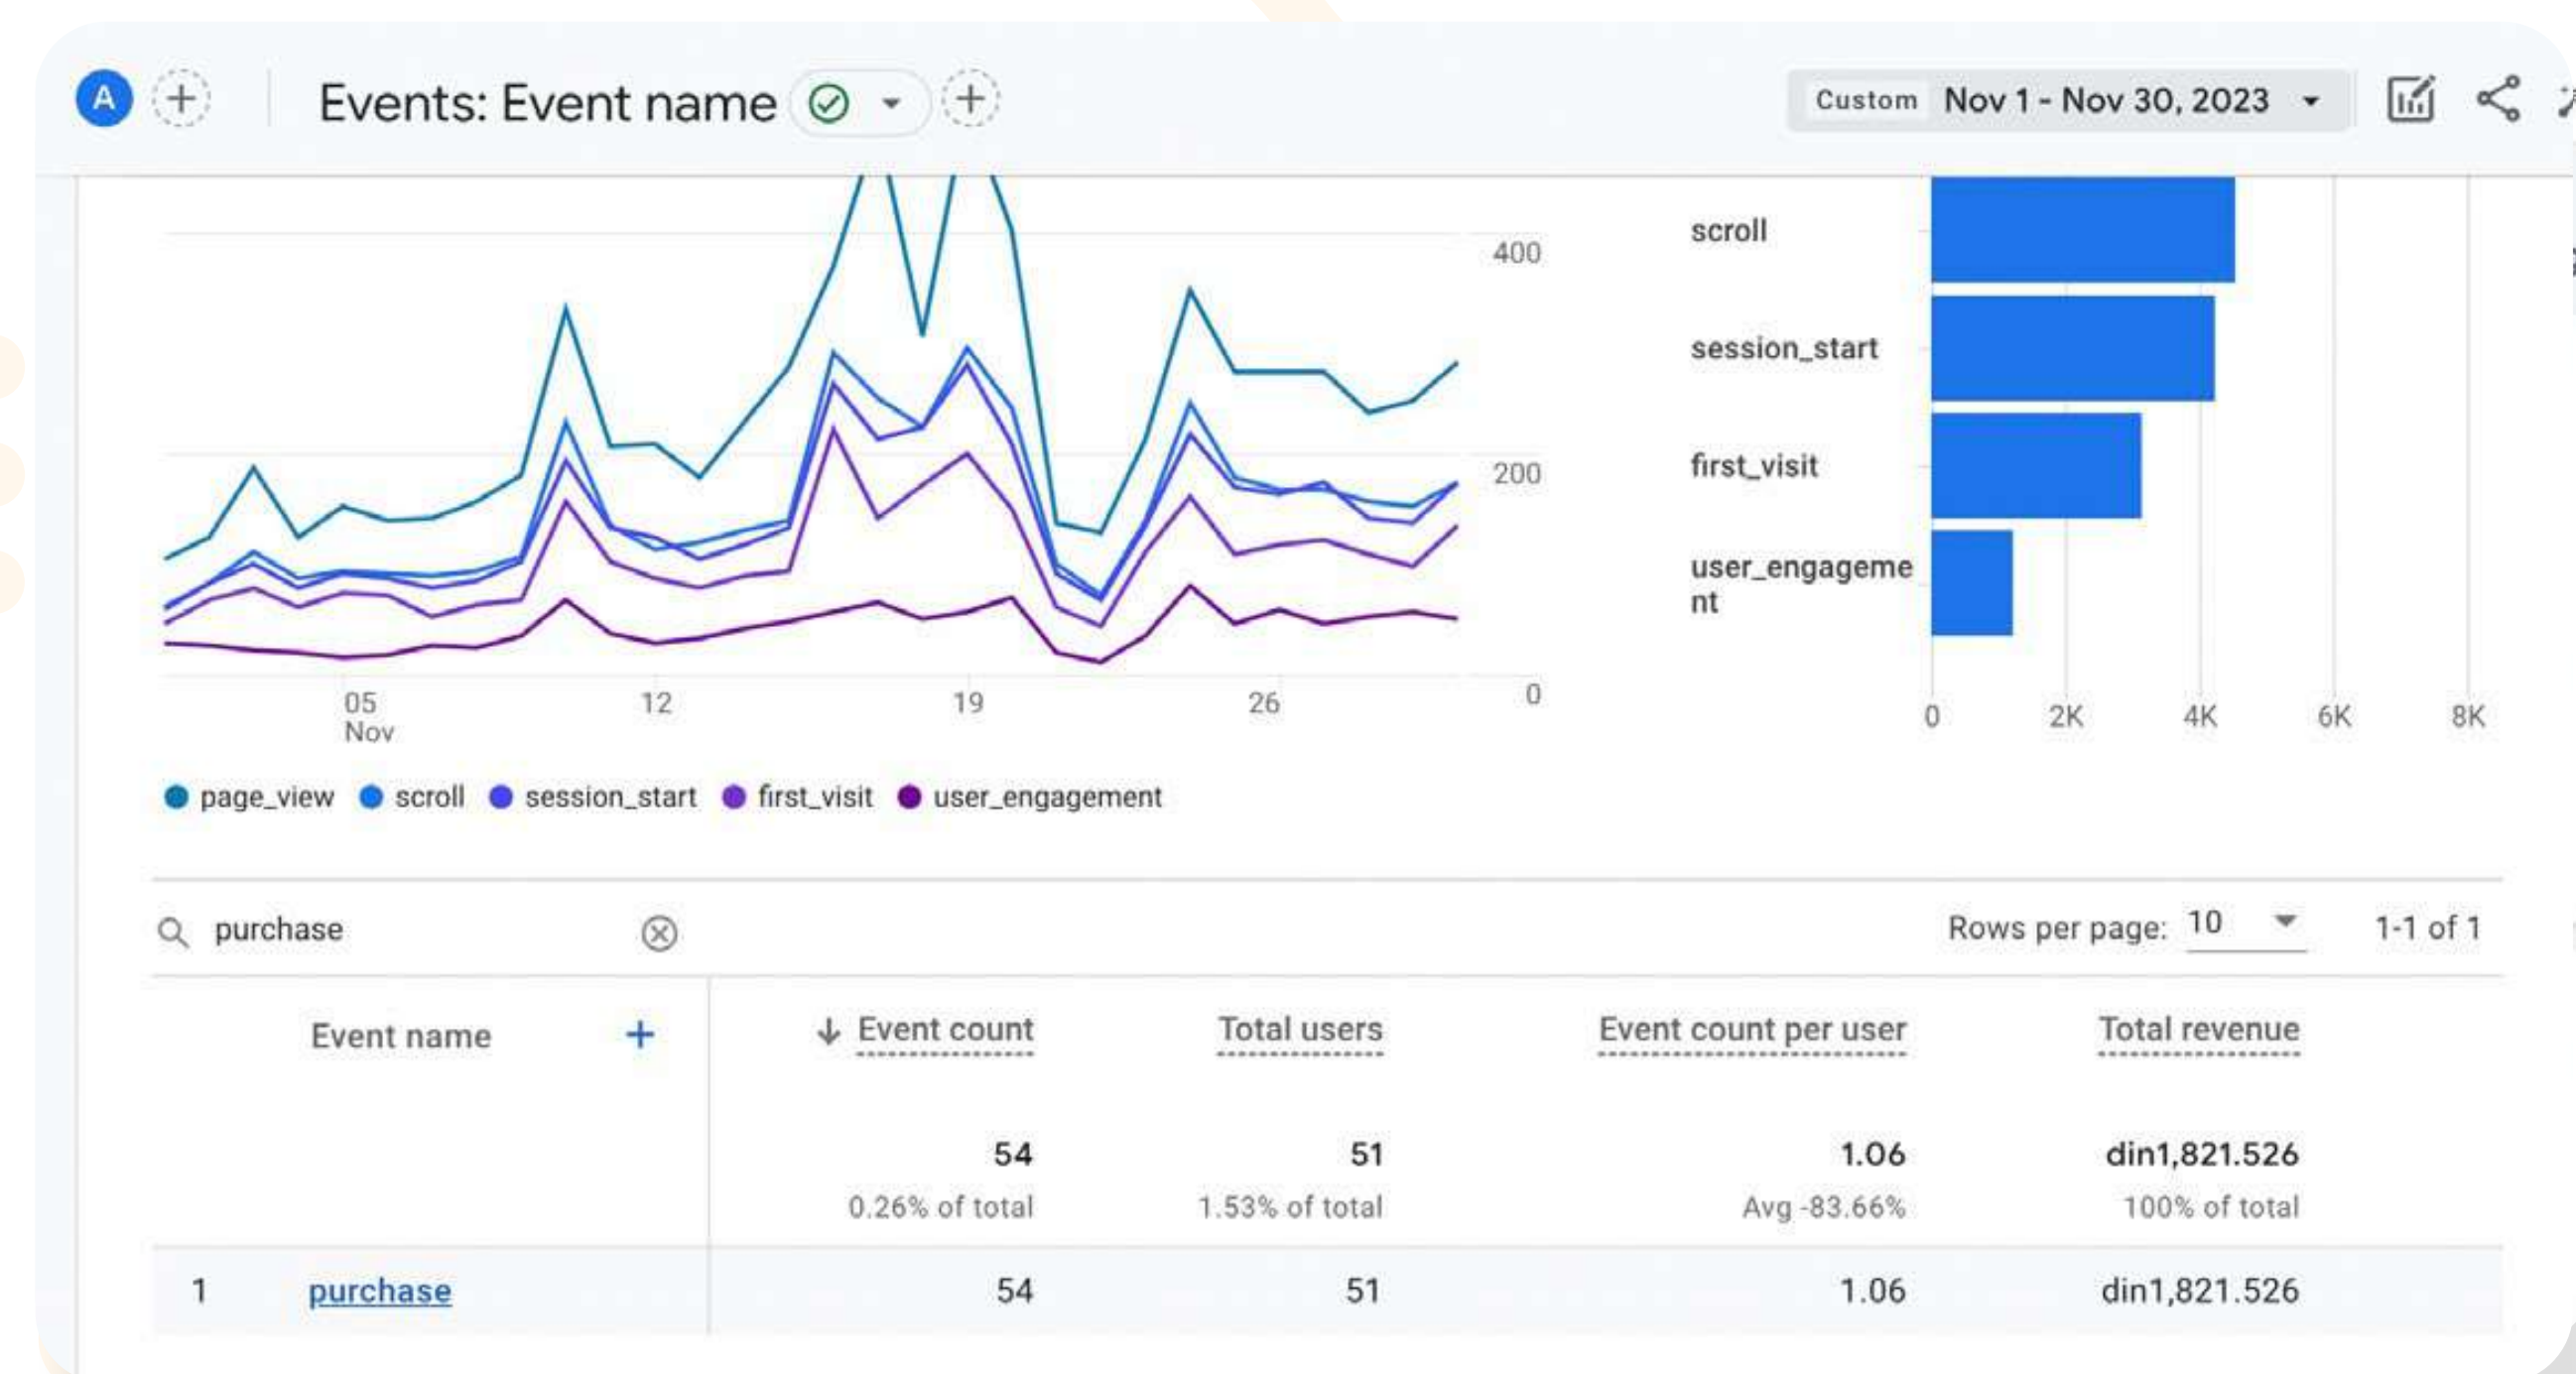 A
Events: Event name
Custom Nov 1 - Nov 30, 2023
400
200
0
05
Nov
12
19
26
page_view
scroll
session_start
first_visit
user_engagement
scroll
session_start
first_visit
user_engageme
nt
0
2K
4K
6K
8K
purchase
Rows per page: 10
1-1 of 1
Event name
Event count
Total users
Event count per user
Total revenue
54
51
1.06
din1,821.526
0.26% of total
1.53% of total
Avg -83.66%
100% of total
1
purchase
54
51
1.06
din1,821.526